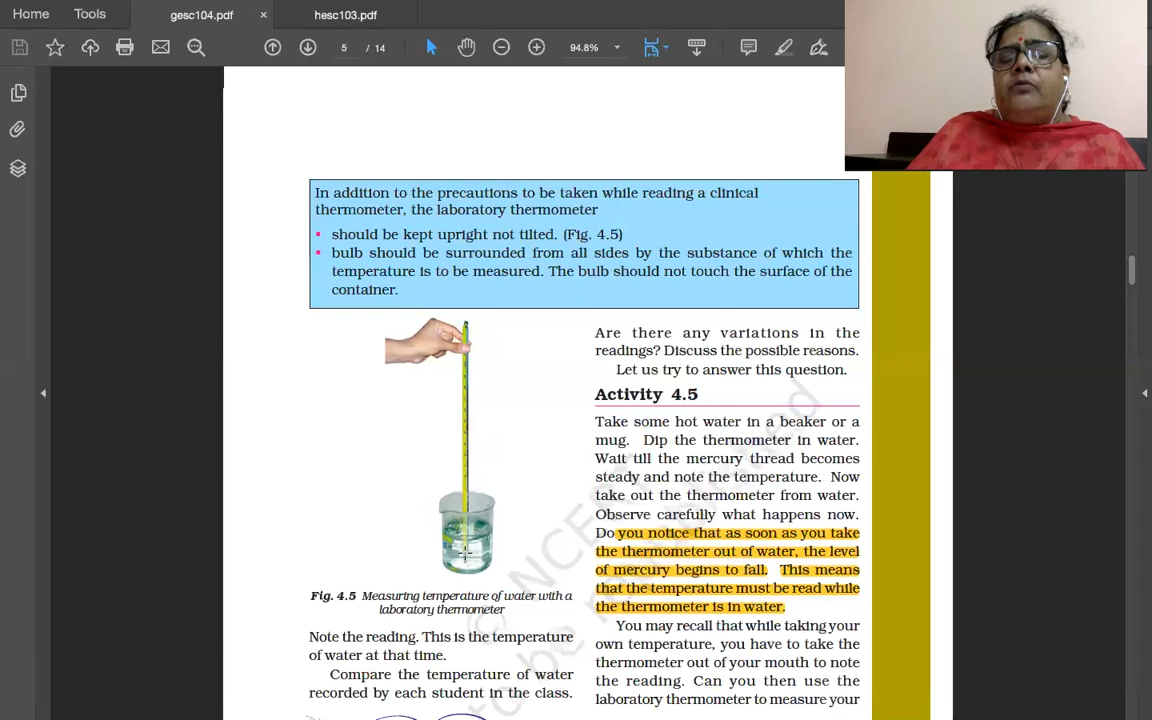 Home Tools gesc104.pdf × hesc103.pdf
5 / 14 94.8%
In addition to the precautions to be taken while reading a clinical
thermometer, the laboratory thermometer
▪ should be kept upright not tilted. (Fig. 4.5)
▪ bulb should be surrounded from all sides by the substance of which the
temperature is to be measured. The bulb should not touch the surface of the
container.
Fig. 4.5 Measuring temperature of water with a
laboratory thermometer
Note the reading. This is the temperature
of water at that time.
Compare the temperature of water
recorded by each student in the class.
Are there any variations in the
readings? Discuss the possible reasons.
Let us try to answer this question.
Activity 4.5
Take some hot water in a beaker or a
mug. Dip the thermometer in water.
Wait till the mercury thread becomes
steady and note the temperature. Now
take out the thermometer from water.
Observe carefully what happens now.
Do you notice that as soon as you take
the thermometer out of water, the level
of mercury begins to fall. This means
that the temperature must be read while
the thermometer is in water.
You may recall that while taking your
own temperature, you have to take the
thermometer out of your mouth to note
the reading. Can you then use the
laboratory thermometer to measure your
© NCERT
to be republished